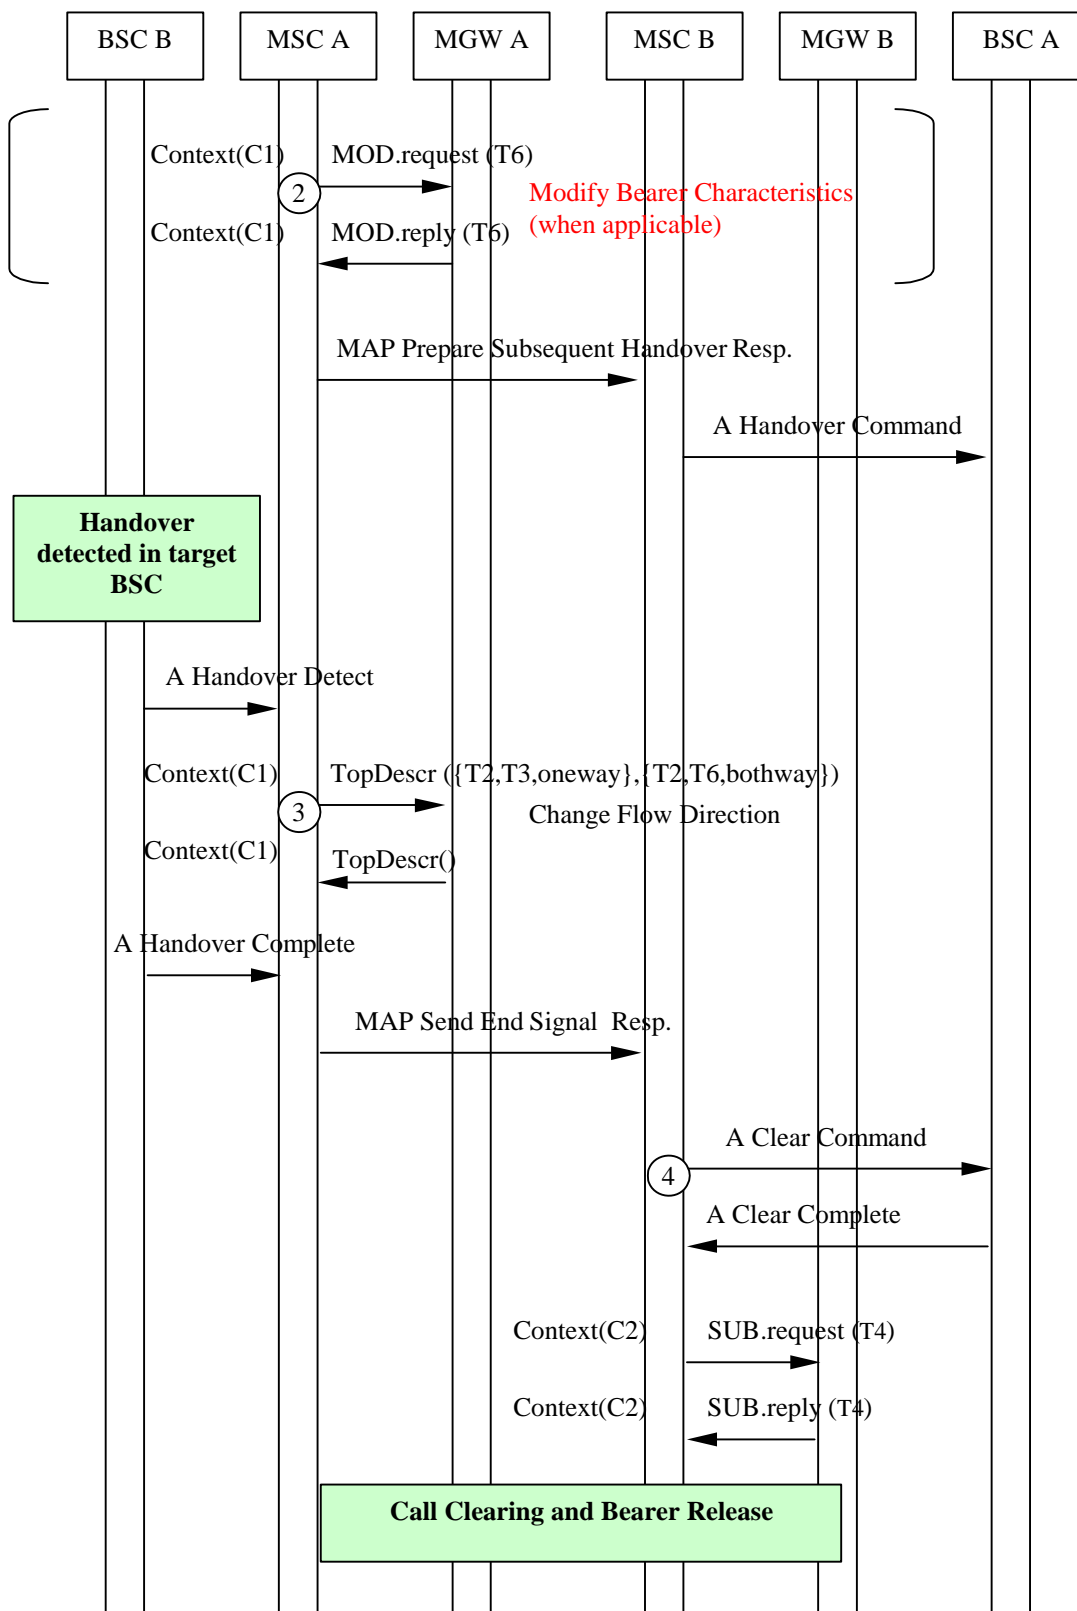 BSC B MSC A MGW A MSC B MGW B BSC A
Context(C1) MOD.request (T6)
2
Modify Bearer Characteristics
(when applicable)
Context(C1) MOD.reply (T6)
MAP Prepare Subsequent Handover Resp.
A Handover Command
Handover
detected in target
BSC
A Handover Detect
Context(C1) TopDescr ({T2,T3,oneway},{T2,T6,bothway})
3
Change Flow Direction
Context(C1) TopDescr()
A Handover Complete
MAP Send End Signal Resp.
A Clear Command
4
A Clear Complete
Context(C2) SUB.request (T4)
Context(C2) SUB.reply (T4)
Call Clearing and Bearer Release